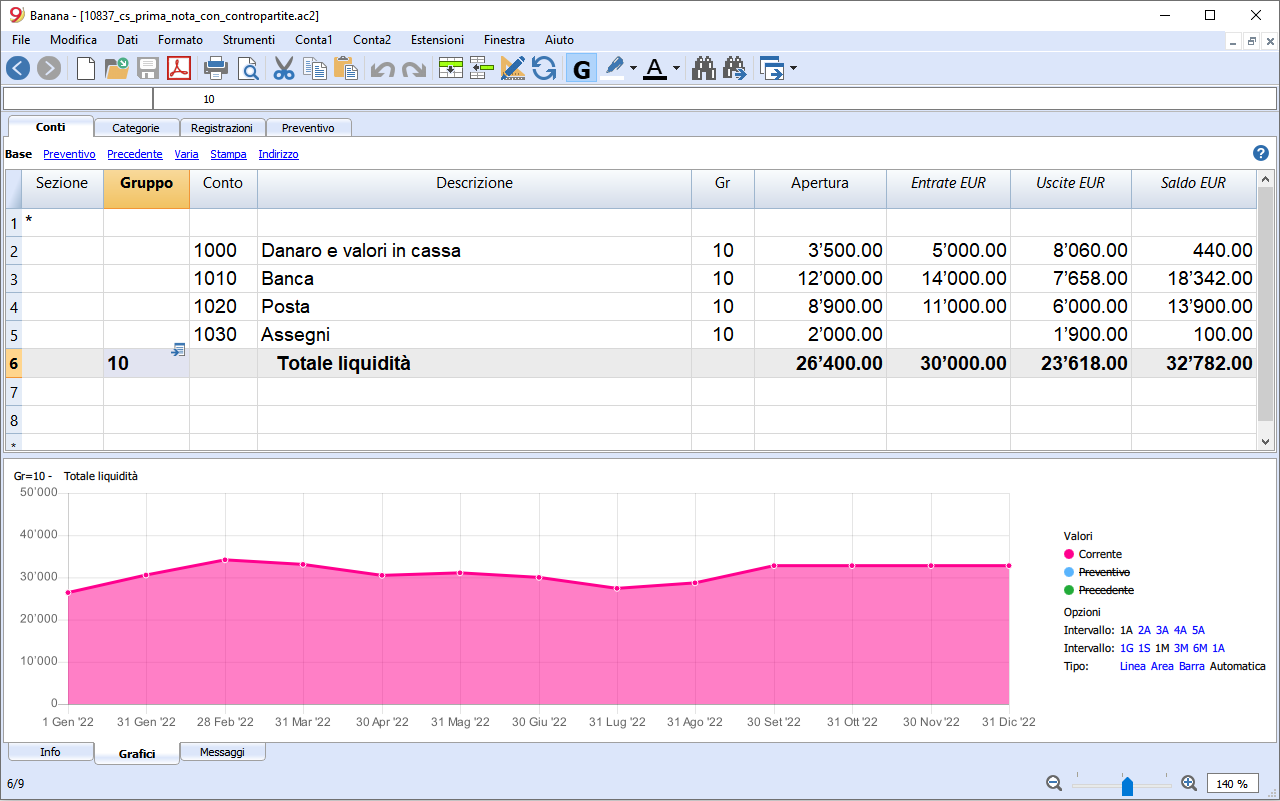 Banana - [10837_cs_prima_nota_con_contropartite.ac2]
File Modifica Dati Formato Strumenti Conta1 Conta2 Estensioni Finestra Aiuto
G A
10
Conti Categorie Registrazioni Preventivo
Base Preventivo Precedente Varia Stampa Indirizzo ?
Sezione Gruppo Conto Descrizione Gr Apertura Entrate EUR Uscite EUR Saldo EUR
1 *
2 1000 Danaro e valori in cassa 10 3’500.00 5’000.00 8’060.00 440.00
3 1010 Banca 10 12’000.00 14’000.00 7’658.00 18’342.00
4 1020 Posta 10 8’900.00 11’000.00 6’000.00 13’900.00
5 1030 Assegni 10 2’000.00 1’900.00 100.00
6 10 Totale liquidità 26’400.00 30’000.00 23’618.00 32’782.00
7
8
*
Gr=10 - Totale liquidità
50’000
40’000
30’000
20’000
10’000
0
1 Gen '22 31 Gen '22 28 Feb '22 31 Mar '22 30 Apr '22 31 Mag '22 30 Giu '22 31 Lug '22 31 Ago '22 30 Set '22 31 Ott '22 30 Nov '22 31 Dic '22
Valori
Corrente
Preventivo
Precedente
Opzioni
Intervallo: 1A 2A 3A 4A 5A
Intervallo: 1G 1S 1M 3M 6M 1A
Tipo: Linea Area Barra Automatica
Info Grafici Messaggi
6/9 140 %